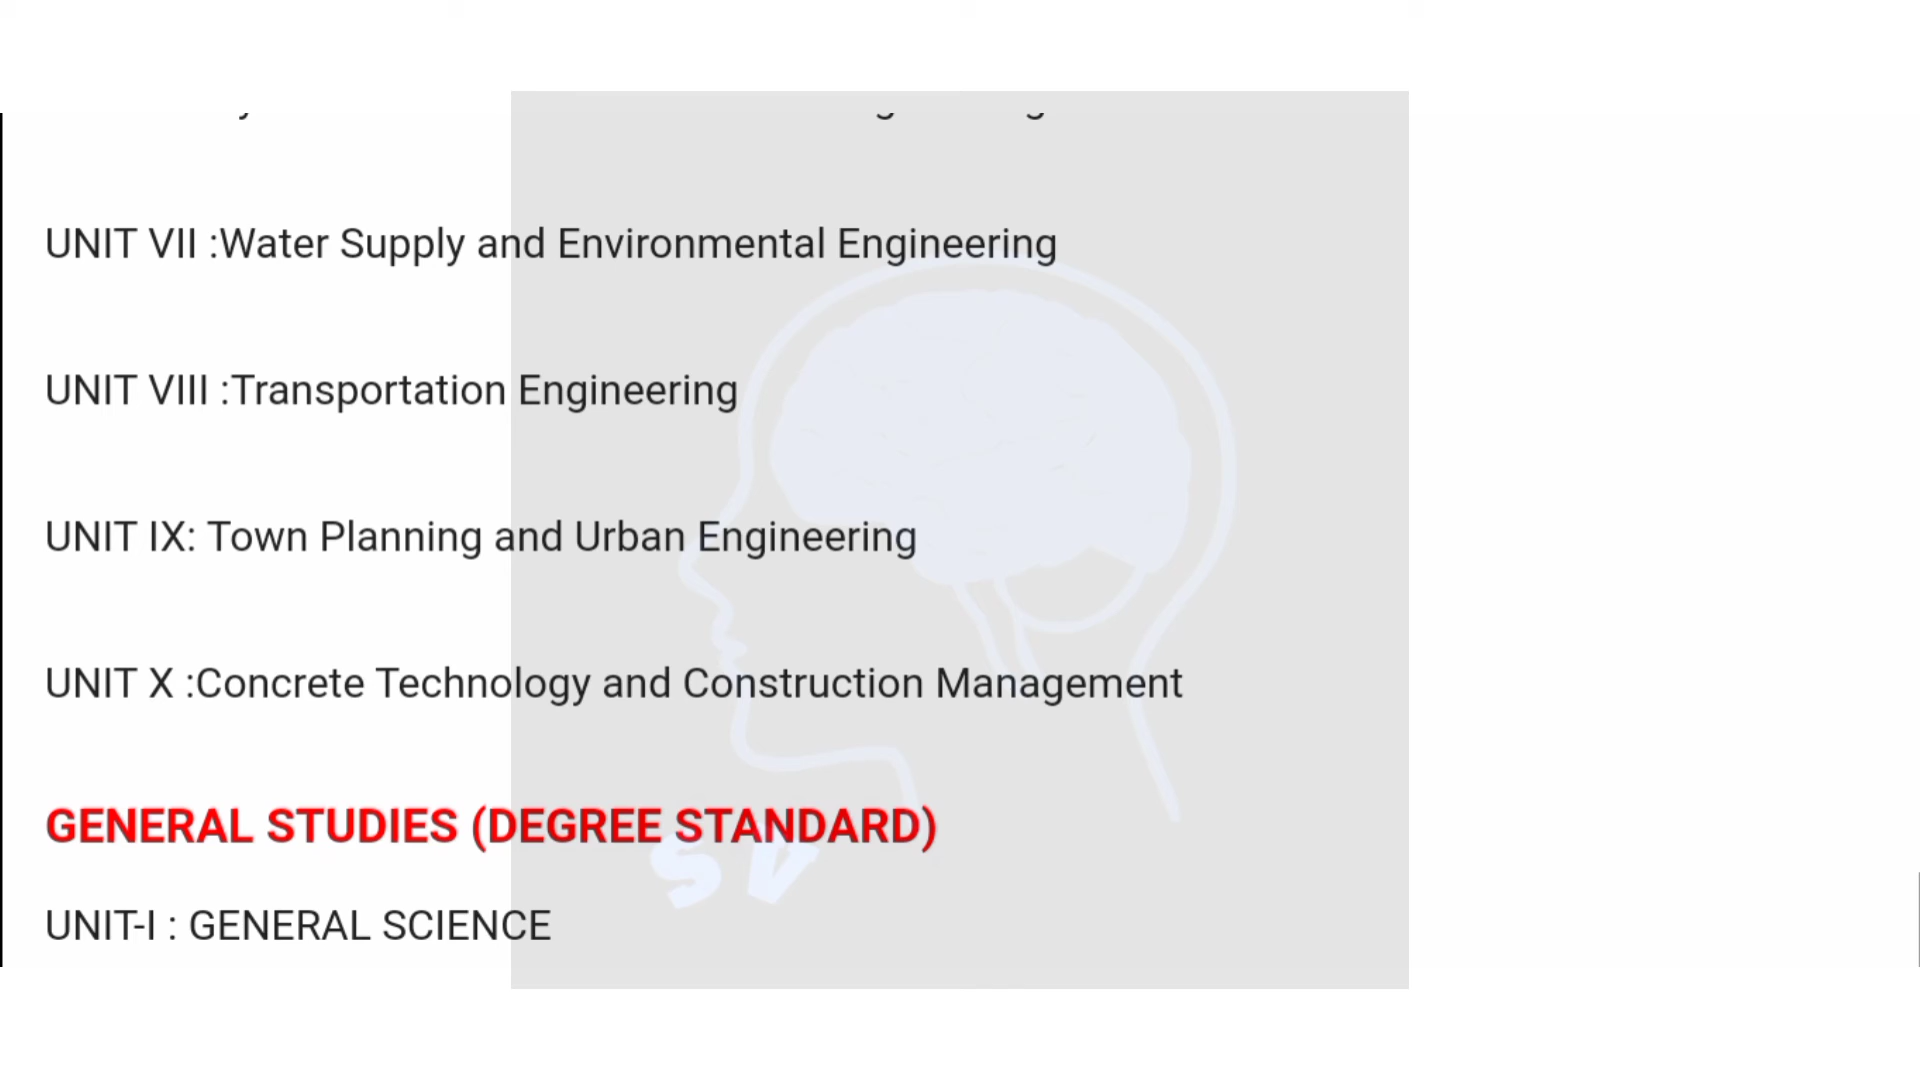 UNIT VII :Water Supply and Environmental Engineering
UNIT VIII :Transportation Engineering
UNIT IX: Town Planning and Urban Engineering
UNIT X :Concrete Technology and Construction Management
GENERAL STUDIES (DEGREE STANDARD)
UNIT-I : GENERAL SCIENCE